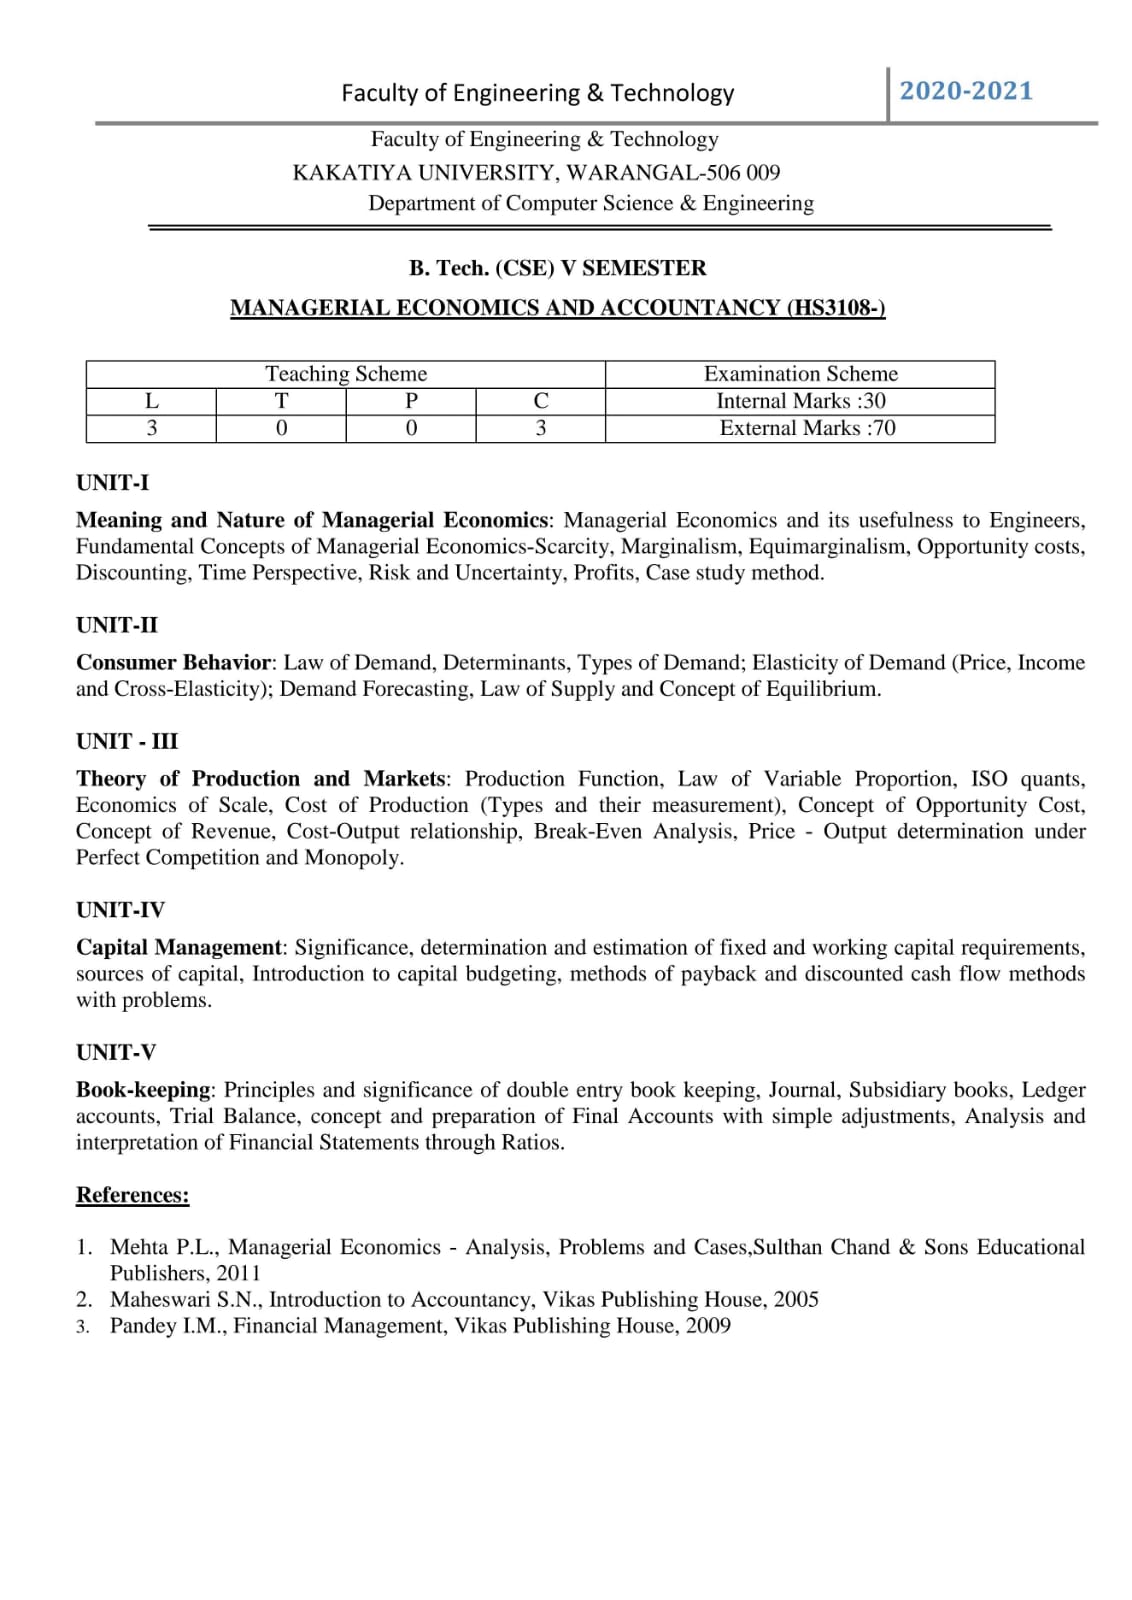 Faculty of Engineering & Technology 2020-2021
Faculty of Engineering & Technology
KAKATIYA UNIVERSITY, WARANGAL-506 009
Department of Computer Science & Engineering
B. Tech. (CSE) V SEMESTER
MANAGERIAL ECONOMICS AND ACCOUNTANCY (HS3108-)
Teaching Scheme Examination Scheme
L T P C Internal Marks :30
3 0 0 3 External Marks :70
UNIT-I
Meaning and Nature of Managerial Economics: Managerial Economics and its usefulness to Engineers,
Fundamental Concepts of Managerial Economics-Scarcity, Marginalism, Equimarginalism, Opportunity costs,
Discounting, Time Perspective, Risk and Uncertainty, Profits, Case study method.
UNIT-II
Consumer Behavior: Law of Demand, Determinants, Types of Demand; Elasticity of Demand (Price, Income
and Cross-Elasticity); Demand Forecasting, Law of Supply and Concept of Equilibrium.
UNIT - III
Theory of Production and Markets: Production Function, Law of Variable Proportion, ISO quants,
Economics of Scale, Cost of Production (Types and their measurement), Concept of Opportunity Cost,
Concept of Revenue, Cost-Output relationship, Break-Even Analysis, Price - Output determination under
Perfect Competition and Monopoly.
UNIT-IV
Capital Management: Significance, determination and estimation of fixed and working capital requirements,
sources of capital, Introduction to capital budgeting, methods of payback and discounted cash flow methods
with problems.
UNIT-V
Book-keeping: Principles and significance of double entry book keeping, Journal, Subsidiary books, Ledger
accounts, Trial Balance, concept and preparation of Final Accounts with simple adjustments, Analysis and
interpretation of Financial Statements through Ratios.
References:
1. Mehta P.L., Managerial Economics - Analysis, Problems and Cases,Sulthan Chand & Sons Educational
Publishers, 2011
2. Maheswari S.N., Introduction to Accountancy, Vikas Publishing House, 2005
3. Pandey I.M., Financial Management, Vikas Publishing House, 2009